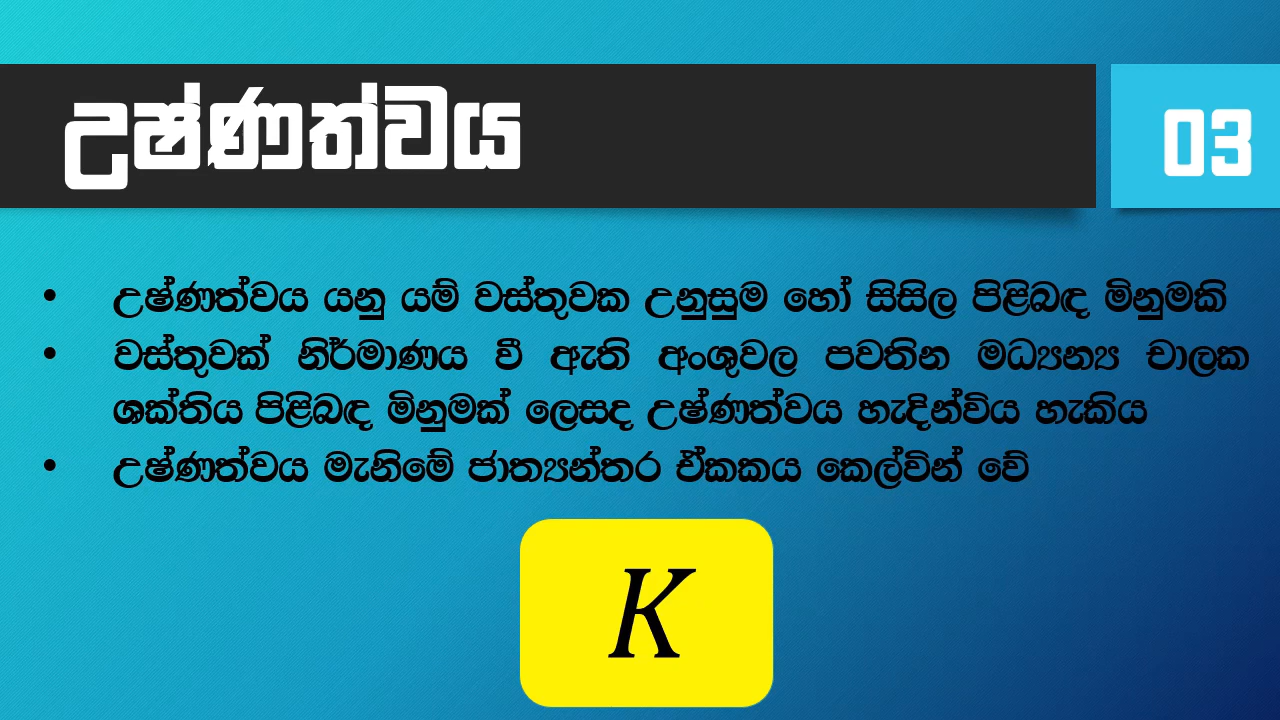 උෂ්ණත්වය
03
• උෂ්ණත්වය යනු යම් වස්තුවක උනුසුම හෝ සිසිල පිළිබඳ මිනුමකි
• වස්තුවක් නිර්මාණය වී ඇති අංශුවල පවතින මධ්‍යන්‍ය චාලක
ශක්තිය පිළිබඳ මිනුමක් ලෙසද උෂ්ණත්වය හැදින්විය හැකිය
• උෂ්ණත්වය මැනිමේ ජාත්‍යන්තර ඒකකය කෙල්වින් වේ
K